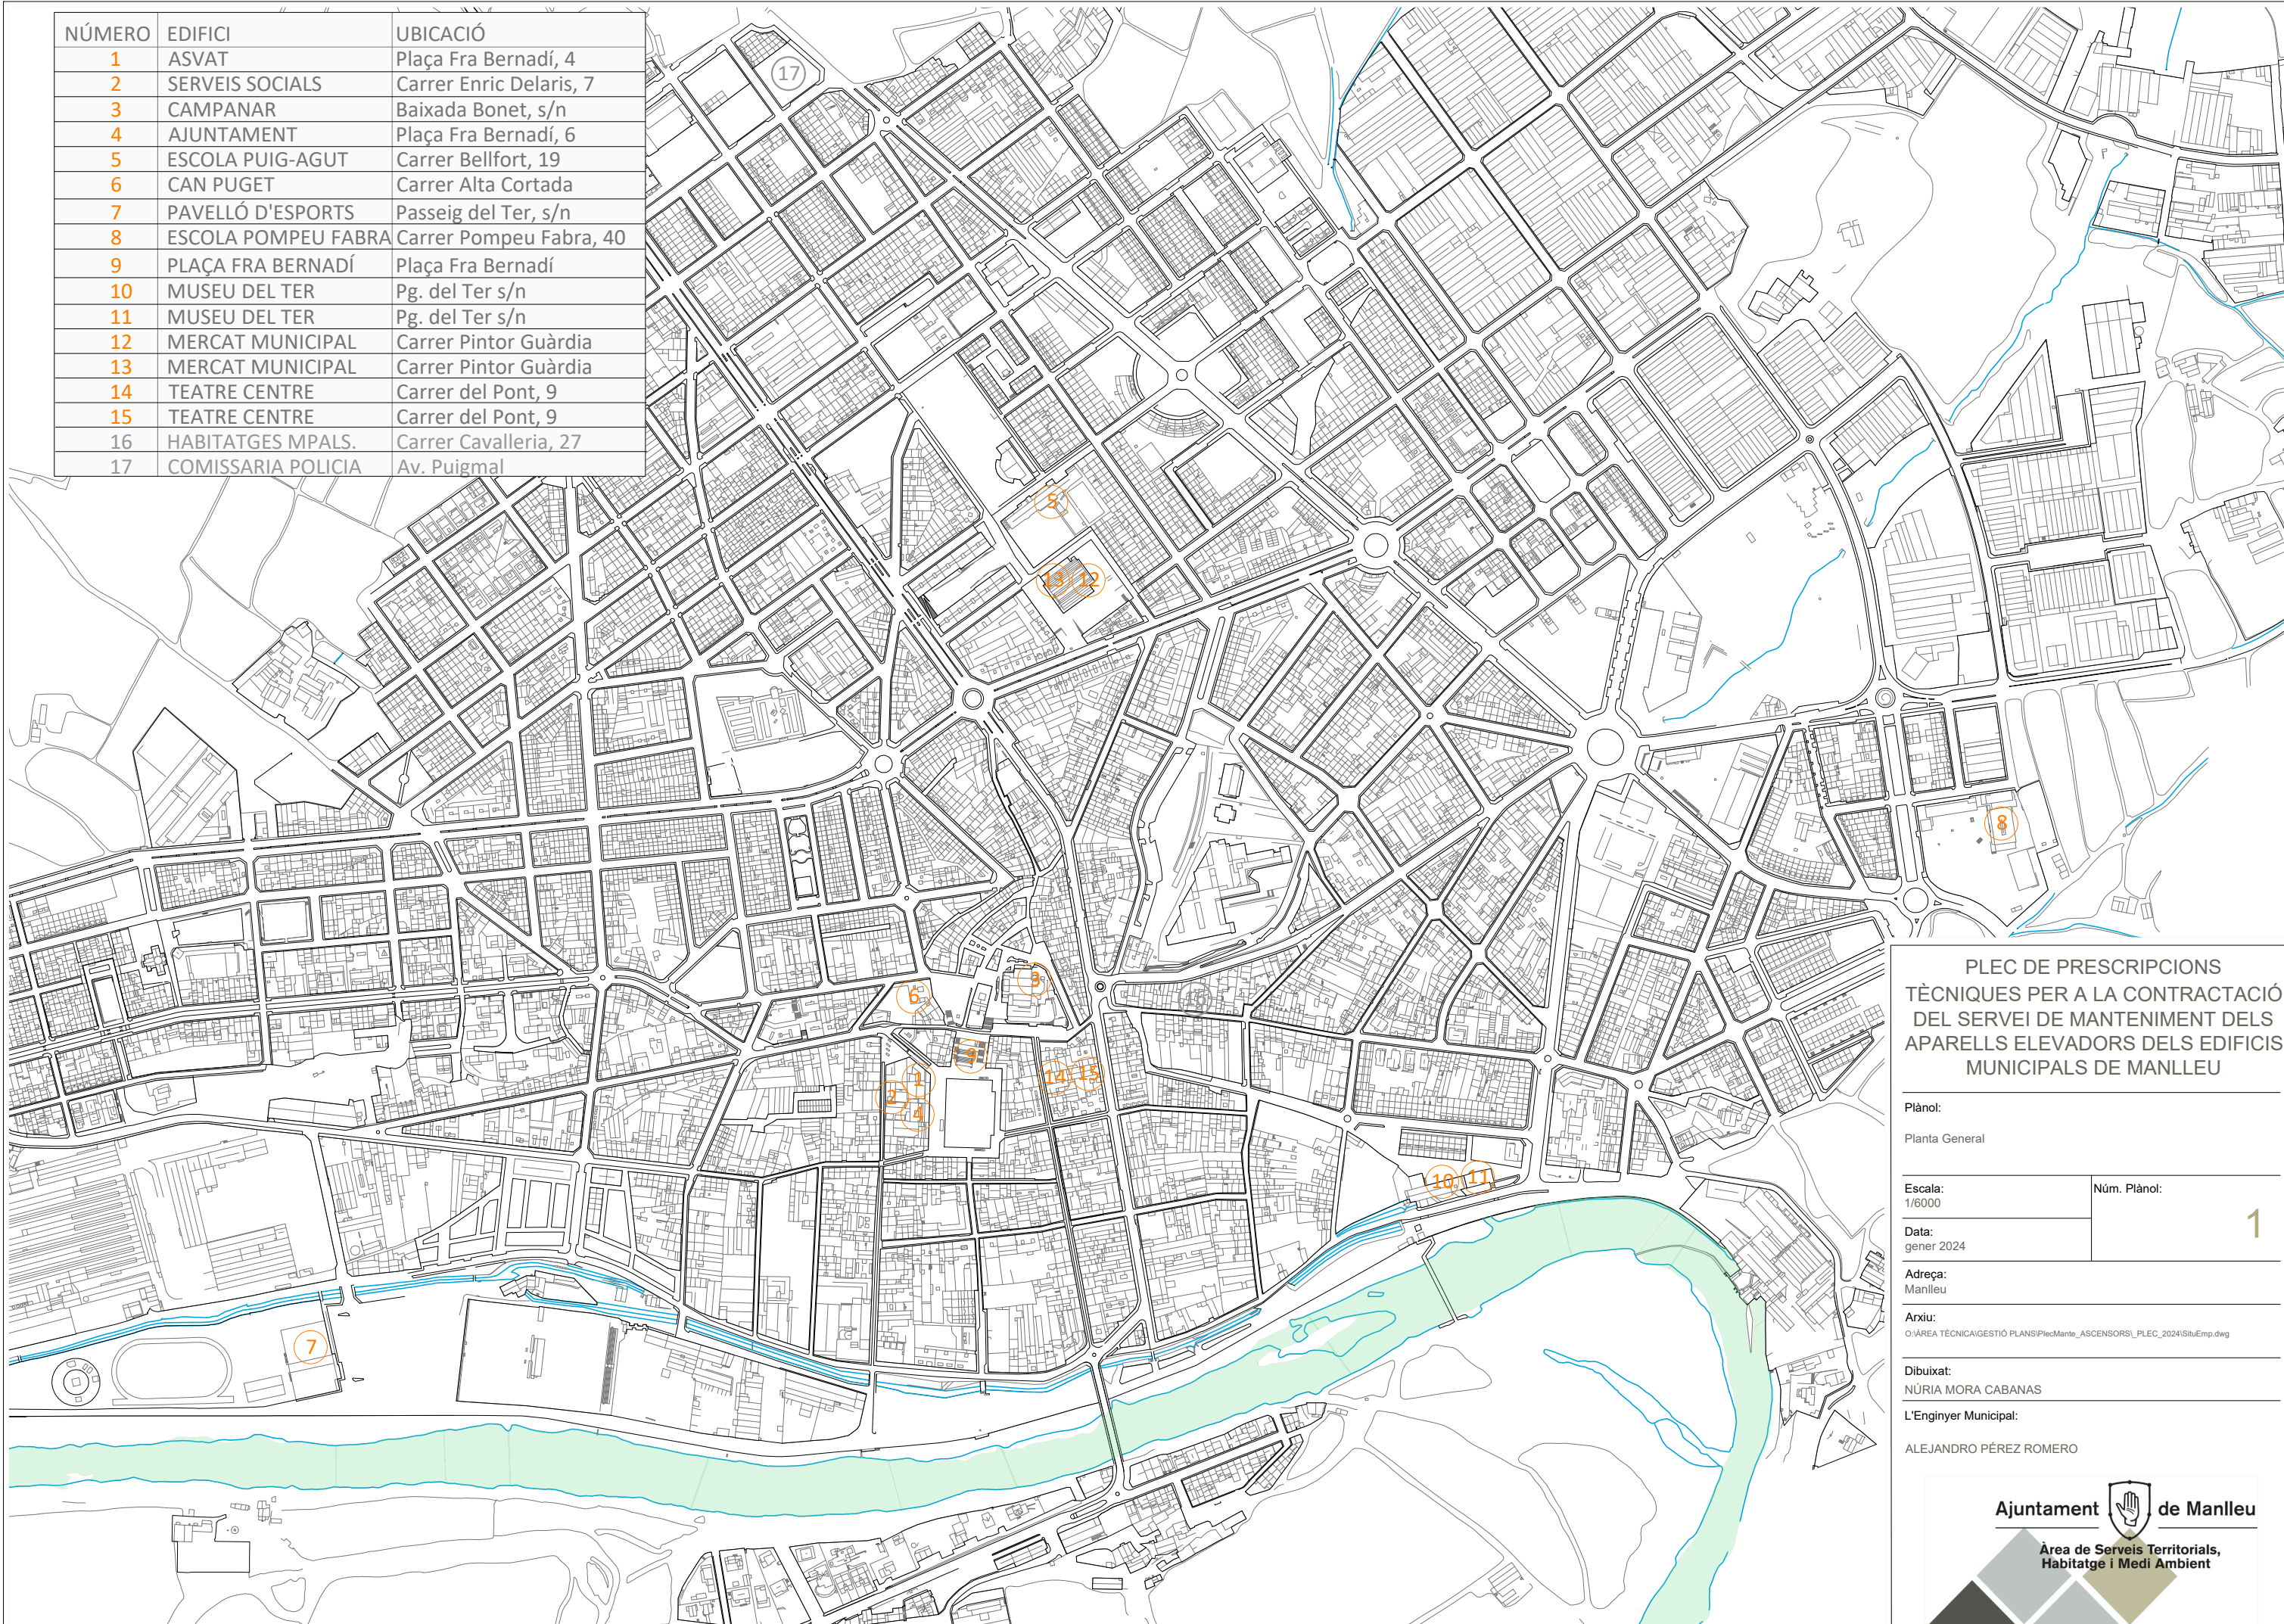 NÚMERO EDIFICI UBICACIÓ
1 ASVAT Plaça Fra Bernadí, 4
2 SERVEIS SOCIALS Carrer Enric Delaris, 7
3 CAMPANAR Baixada Bonet, s/n
4 AJUNTAMENT Plaça Fra Bernadí, 6
5 ESCOLA PUIG-AGUT Carrer Bellfort, 19
6 CAN PUGET Carrer Alta Cortada
7 PAVELLÓ D'ESPORTS Passeig del Ter, s/n
8 ESCOLA POMPEU FABRA Carrer Pompeu Fabra, 40
9 PLAÇA FRA BERNADÍ Plaça Fra Bernadí
10 MUSEU DEL TER Pg. del Ter s/n
11 MUSEU DEL TER Pg. del Ter s/n
12 MERCAT MUNICIPAL Carrer Pintor Guàrdia
13 MERCAT MUNICIPAL Carrer Pintor Guàrdia
14 TEATRE CENTRE Carrer del Pont, 9
15 TEATRE CENTRE Carrer del Pont, 9
16 HABITATGES MPALS. Carrer Cavalleria, 27
17 COMISSARIA POLICIA Av. Puigmal
17
5
13 12
8
3
6
16
9
1
14 15
2
4
10 11
7
PLEC DE PRESCRIPCIONS
TÈCNIQUES PER A LA CONTRACTACIÓ
DEL SERVEI DE MANTENIMENT DELS
APARELLS ELEVADORS DELS EDIFICIS
MUNICIPALS DE MANLLEU
Plànol:
Planta General
Escala:
1/6000
Núm. Plànol:
1
Data:
gener 2024
Adreça:
Manlleu
Arxiu:
O:\ÀREA TÈCNICA\GESTIÓ PLANS\PlecMante_ASCENSORS\_PLEC_2024\SituEmp.dwg
Dibuixat:
NÚRIA MORA CABANAS
L'Enginyer Municipal:
ALEJANDRO PÉREZ ROMERO
Ajuntament de Manlleu
Àrea de Serveis Territorials,
Habitatge i Medi Ambient